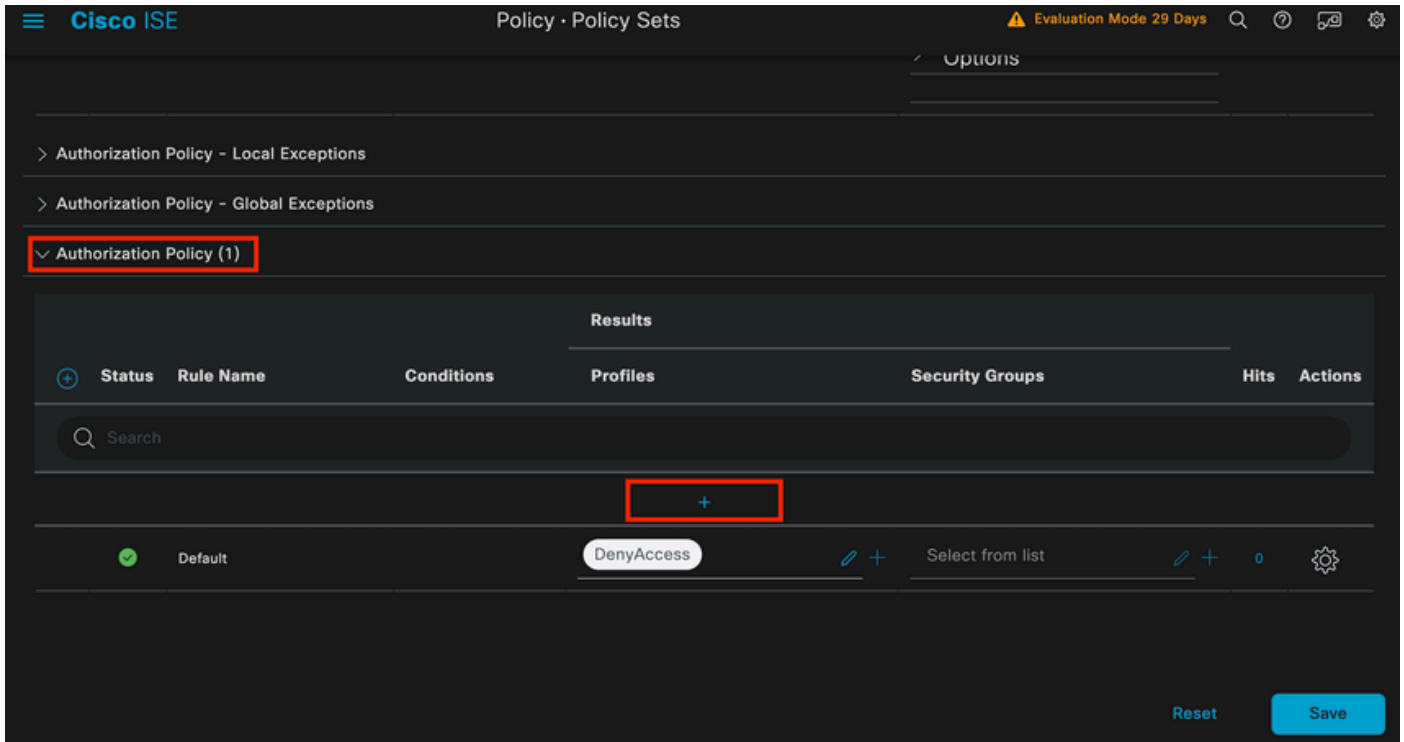 Cisco ISE
Policy · Policy Sets
Evaluation Mode 29 Days
Options
Authorization Policy - Local Exceptions
Authorization Policy - Global Exceptions
Authorization Policy (1)
Results
Status Rule Name Conditions Profiles Security Groups Hits Actions
Search
+
Default DenyAccess + Select from list + 0
Reset Save